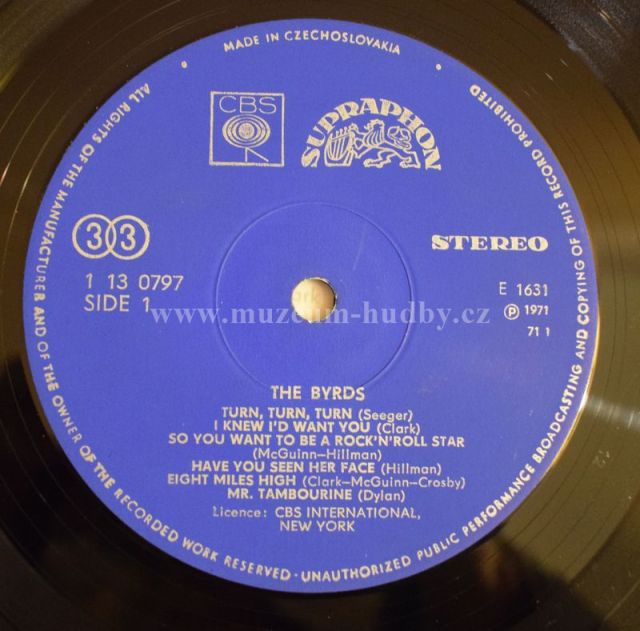 MADE IN CZECHOSLOVAKIA
ALL RIGHTS OF THE MANUFACTURER AND OF THE OWNER OF THE RECORDED WORK RESERVED · UNAUTHORIZED PUBLIC PERFORMANCE BROADCASTING AND COPYING OF THIS RECORD PROHIBITED
CBS
SUPRAPHON
33
STEREO
1 13 0797
SIDE 1
E 1631
℗ 1971
71 1
www.muzeum-hudby.cz
THE BYRDS
TURN, TURN, TURN (Seeger)
I KNEW I'D WANT YOU (Clark)
SO YOU WANT TO BE A ROCK'N'ROLL STAR
(McGuinn–Hillman)
HAVE YOU SEEN HER FACE (Hillman)
EIGHT MILES HIGH (Clark–McGuinn–Crosby)
MR. TAMBOURINE (Dylan)
Licence: CBS INTERNATIONAL,
NEW YORK